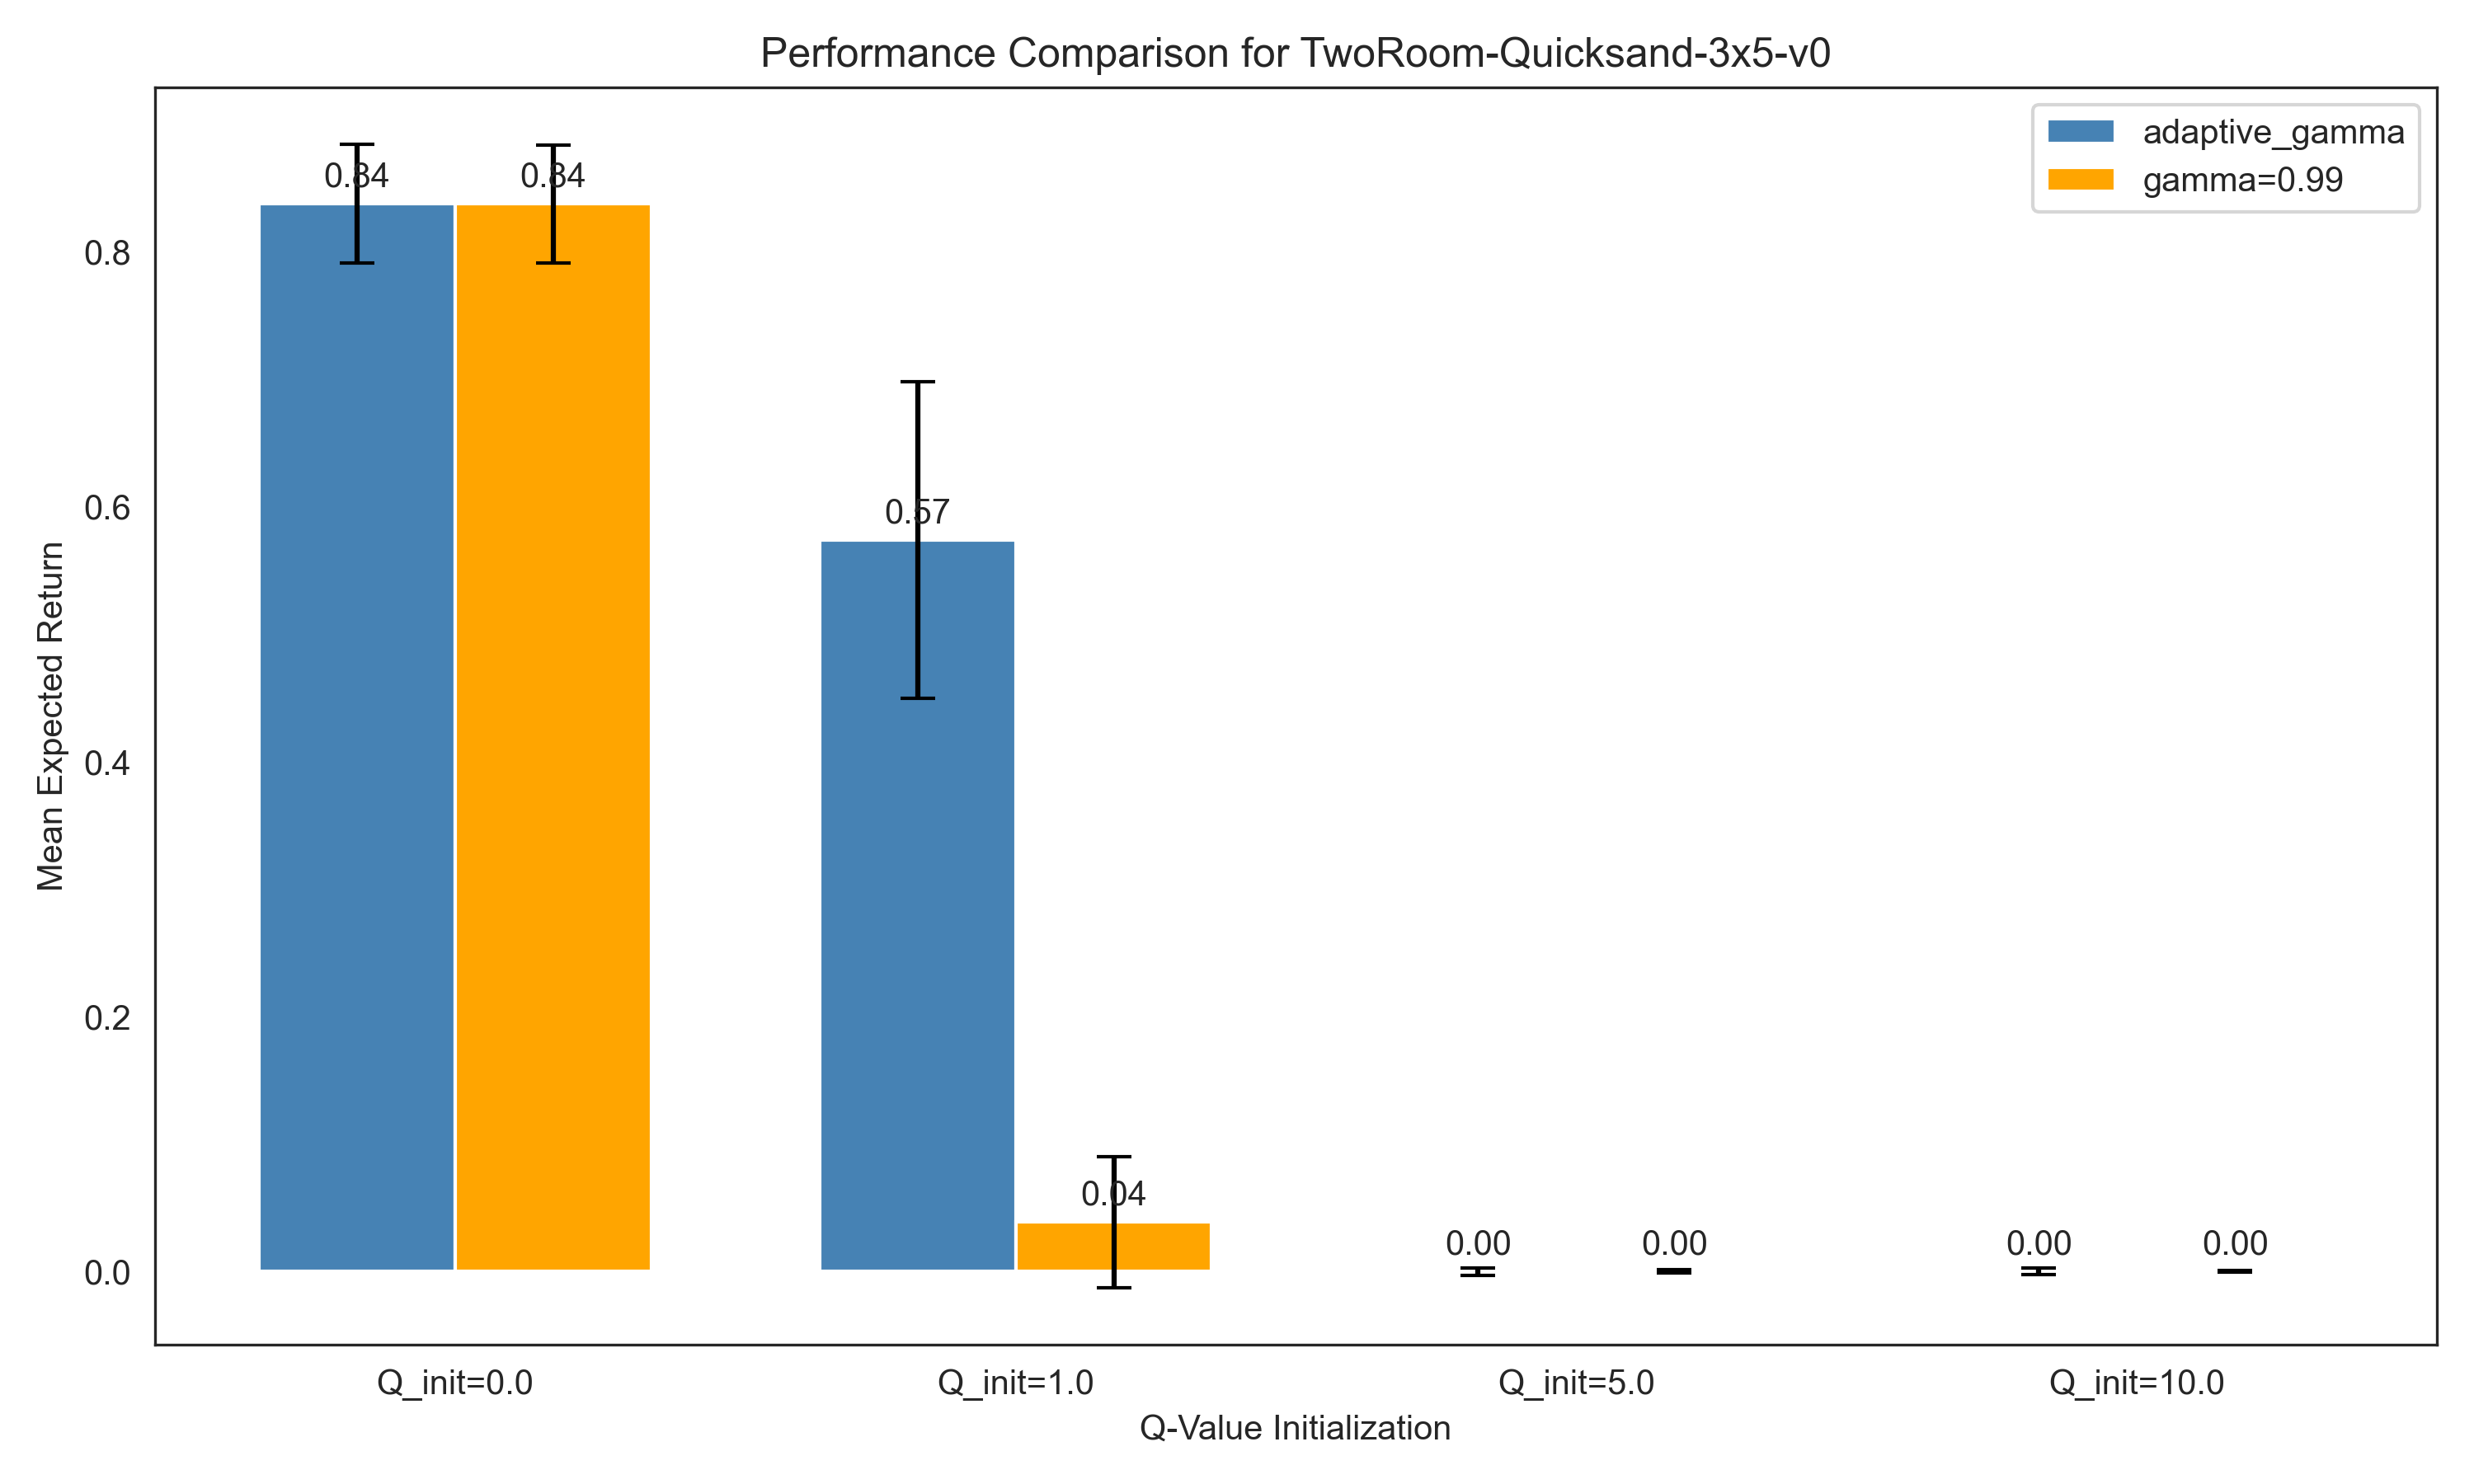 Performance Comparison for TwoRoom-Quicksand-3x5-v0
adaptive_gamma
gamma=0.99
Mean Expected Return
0.8
0.6
0.4
0.2
0.0
0.84
0.84
0.57
0.04
0.00
0.00
0.00
0.00
Q_init=0.0
Q_init=1.0
Q_init=5.0
Q_init=10.0
Q-Value Initialization